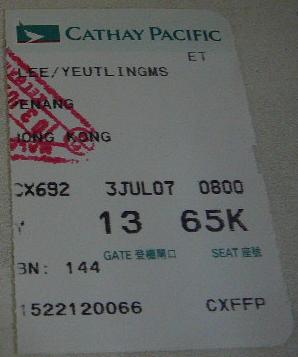 CATHAY PACIFIC
ET
LEE/YEUTLINGMS
ENANG
HONG KONG
CX692 3JUL07 0800
Y 13 65K
GATE 登機閘口 SEAT 座號
BN: 144
1522120066 CXFFP